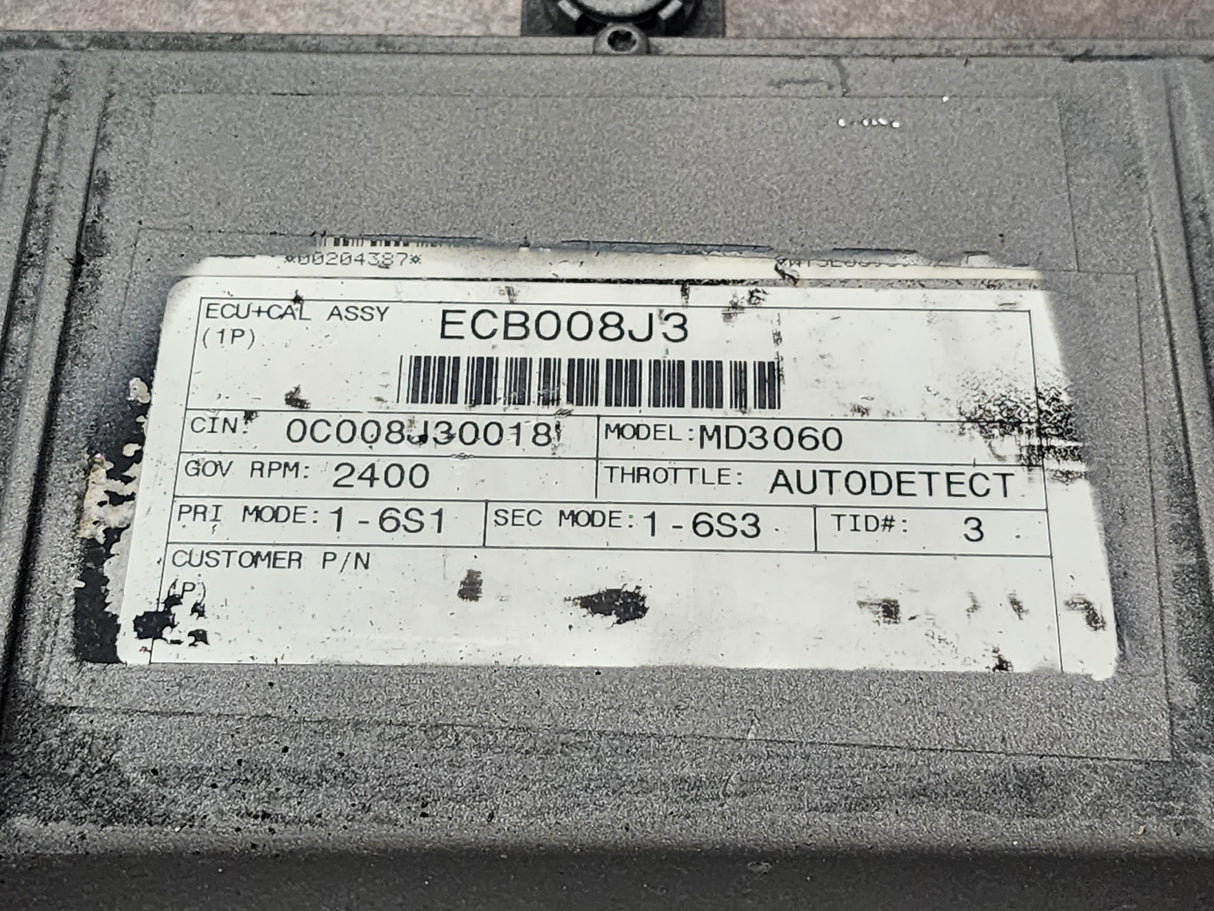 *00204387*
ECU+CAL ASSY ECB008J3
(1P)
CIN: 0C008J30018 MODEL: MD3060
GOV RPM: 2400 THROTTLE: AUTODETECT
PRI MODE: 1-6S1 SEC MODE: 1-6S3 TID#: 3
CUSTOMER P/N
(P)